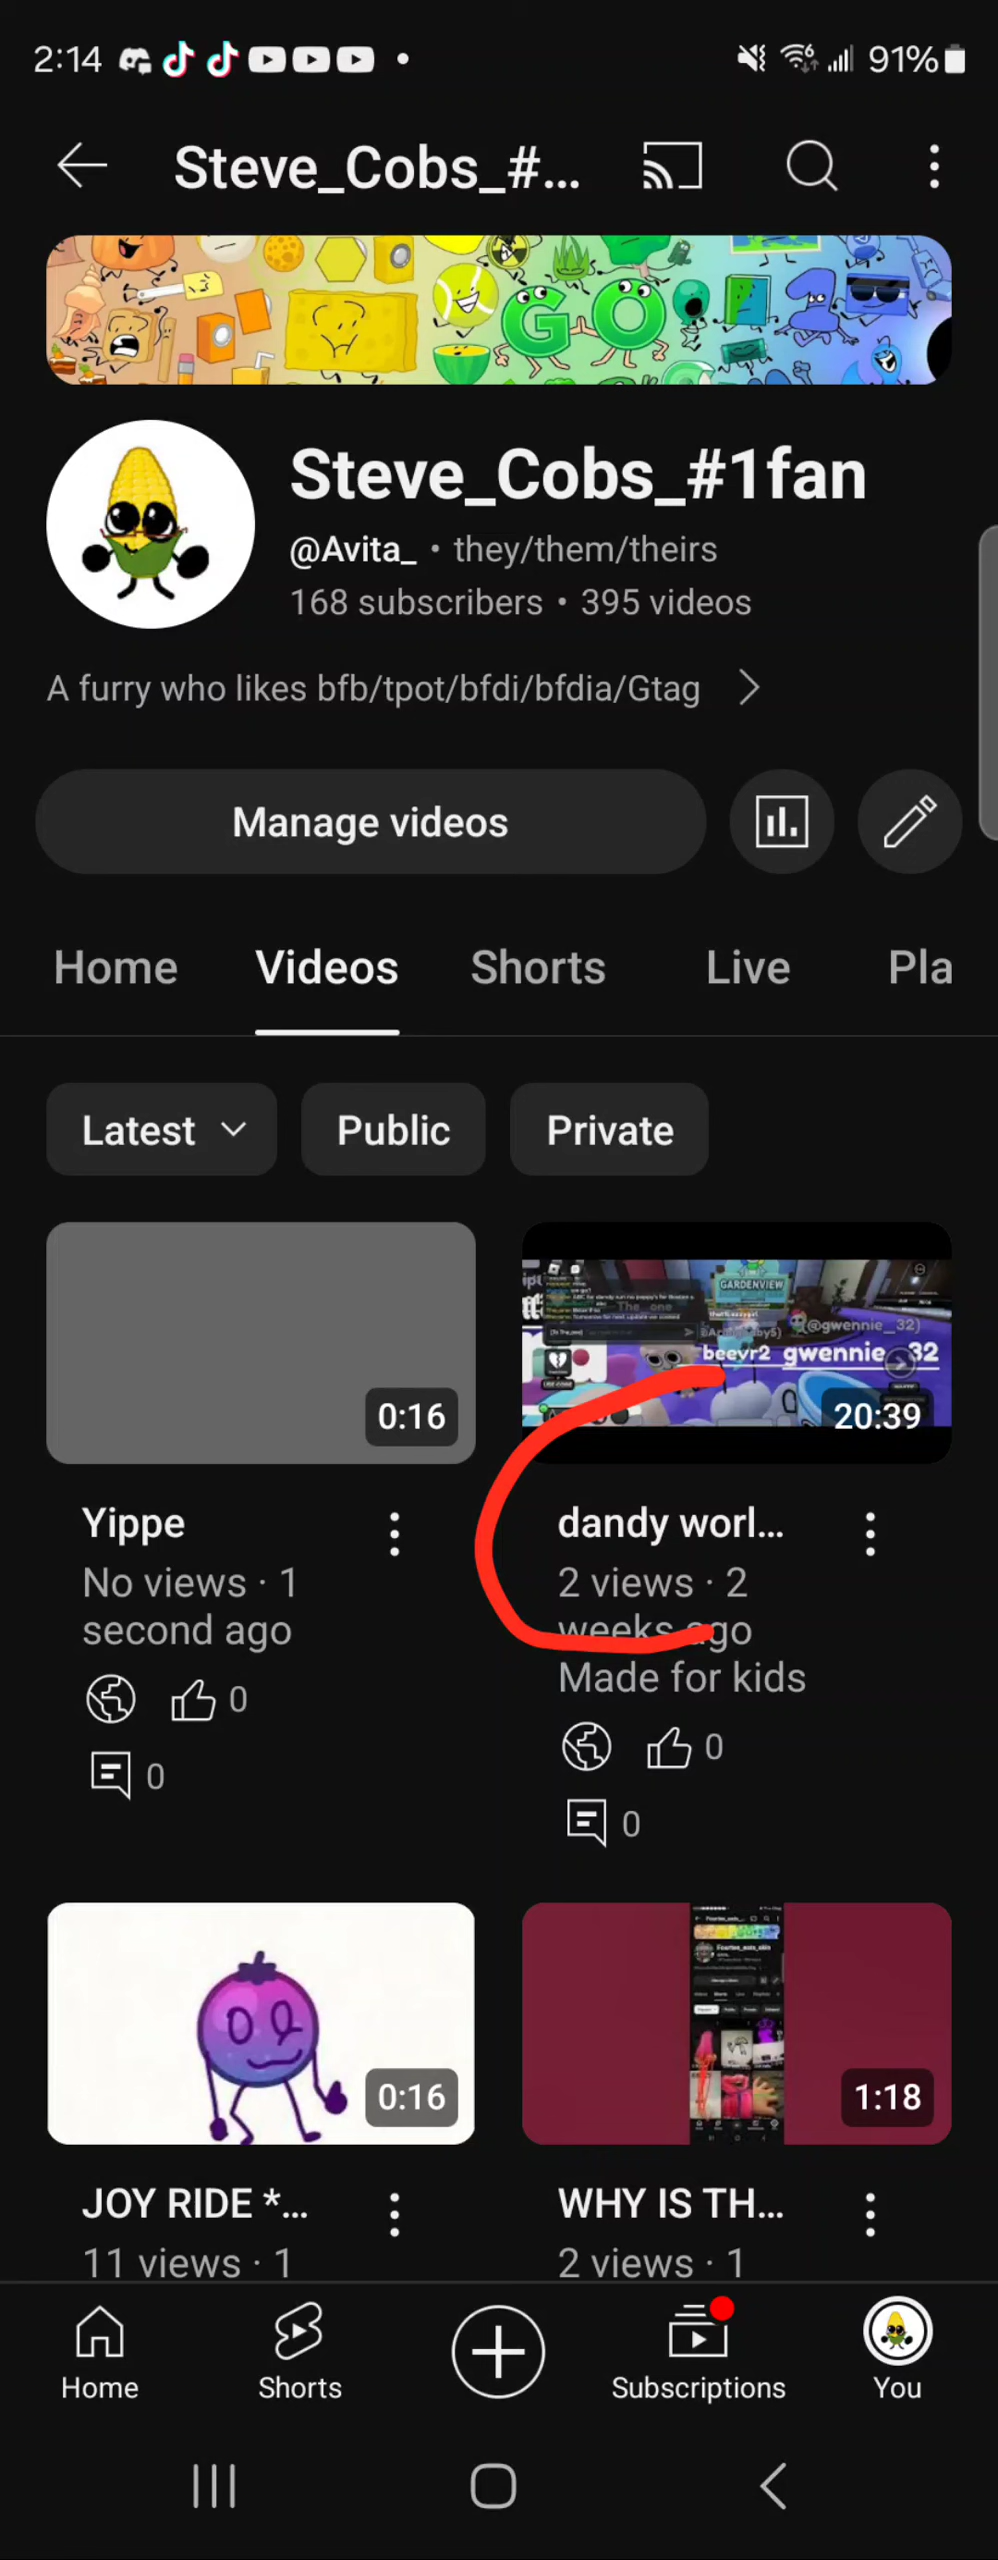 2:14
91%
Steve_Cobs_#...
GO
2
Steve_Cobs_#1fan
@Avita_ • they/them/theirs
168 subscribers • 395 videos
A furry who likes bfb/tpot/bfdi/bfdia/Gtag
Manage videos
Home Videos Shorts Live Pla
Latest Public Private
GARDENVIEW
The_one
(@gwennie_32)
beevr2 gwennie_32
0:16
20:39
Yippe
No views · 1
second ago
0
0
dandy worl...
2 views · 2
weeks ago
Made for kids
0
0
0:16
1:18
JOY RIDE *...
11 views · 1
WHY IS TH...
2 views · 1
Home Shorts Subscriptions You